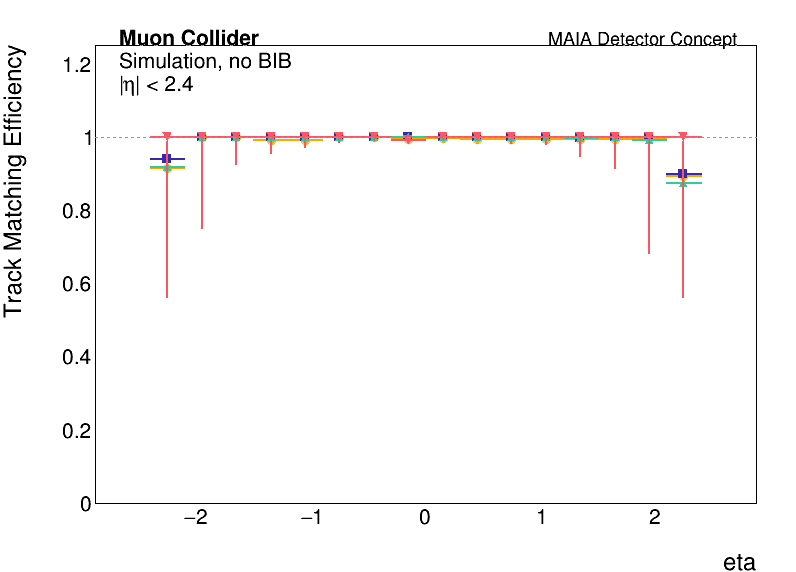 Muon Collider
MAIA Detector Concept
Simulation, no BIB
|η| < 2.4
Track Matching Efficiency
1.2
1
0.8
0.6
0.4
0.2
0
−2
−1
0
1
2
eta